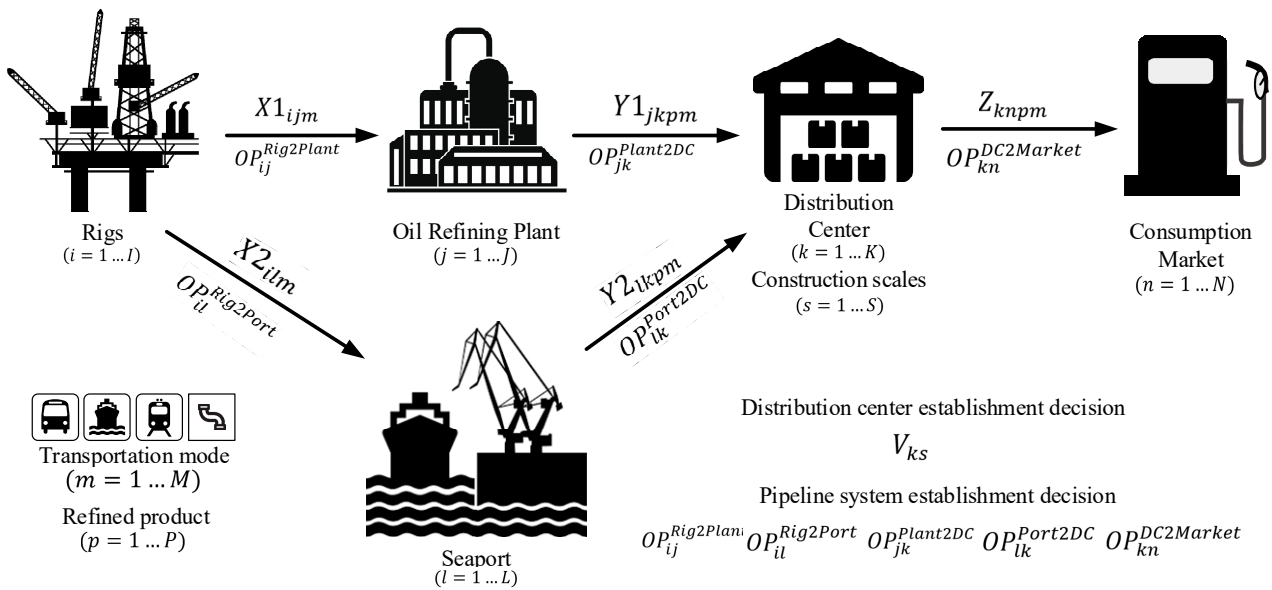 X1_{ijm}
OP_{ij}^{Rig2Plant}
Y1_{jkpm}
OP_{jk}^{Plant2DC}
Z_{knpm}
OP_{kn}^{DC2Market}
Rigs
(i = 1 … I)
Oil Refining Plant
(j = 1 … J)
Distribution
Center
(k = 1 … K)
Construction scales
(s = 1 … S)
Consumption
Market
(n = 1 … N)
X2_{ilm}
OP_{il}^{Rig2Port}
Y2_{lkpm}
OP_{lk}^{Port2DC}
Transportation mode
(m = 1 … M)
Refined product
(p = 1 … P)
Seaport
(l = 1 … L)
Distribution center establishment decision
V_{ks}
Pipeline system establishment decision
OP_{ij}^{Rig2Plant} OP_{il}^{Rig2Port} OP_{jk}^{Plant2DC} OP_{lk}^{Port2DC} OP_{kn}^{DC2Market}